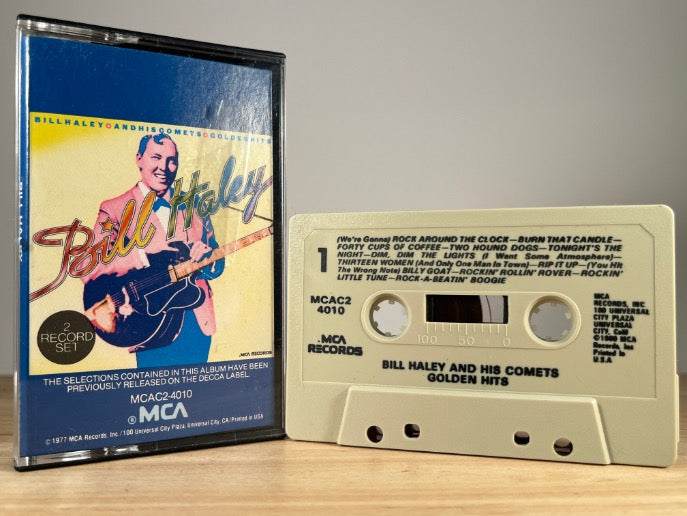 BILL HALEY AND HIS COMETS GOLDEN HITS
Bill Haley
2
RECORD
SET
MCA RECORDS
THE SELECTIONS CONTAINED IN THIS ALBUM HAVE BEEN
PREVIOUSLY RELEASED ON THE DECCA LABEL.
MCAC2-4010
MCA
© 1977 MCA Records, Inc / 100 Universal City Plaza, Universal City, CA / Printed in USA
1
(We're Gonna) ROCK AROUND THE CLOCK—BURN THAT CANDLE—
FORTY CUPS OF COFFEE—TWO HOUND DOGS—TONIGHT'S THE
NIGHT—DIM, DIM THE LIGHTS (I Want Some Atmosphere)—
THIRTEEN WOMEN (And Only One Man In Town)—RIP IT UP—(You Hit
The Wrong Note) BILLY GOAT—ROCKIN' ROLLIN' ROVER—ROCKIN'
LITTLE TUNE—ROCK-A-BEATIN' BOOGIE
MCAC2
4010
MCA
RECORDS
100 50 0
MCA
RECORDS, INC
100 UNIVERSAL
CITY PLAZA
UNIVERSAL
CITY, Calif
MCA
Records, Inc
Printed in
U.S.A
BILL HALEY AND HIS COMETS
GOLDEN HITS